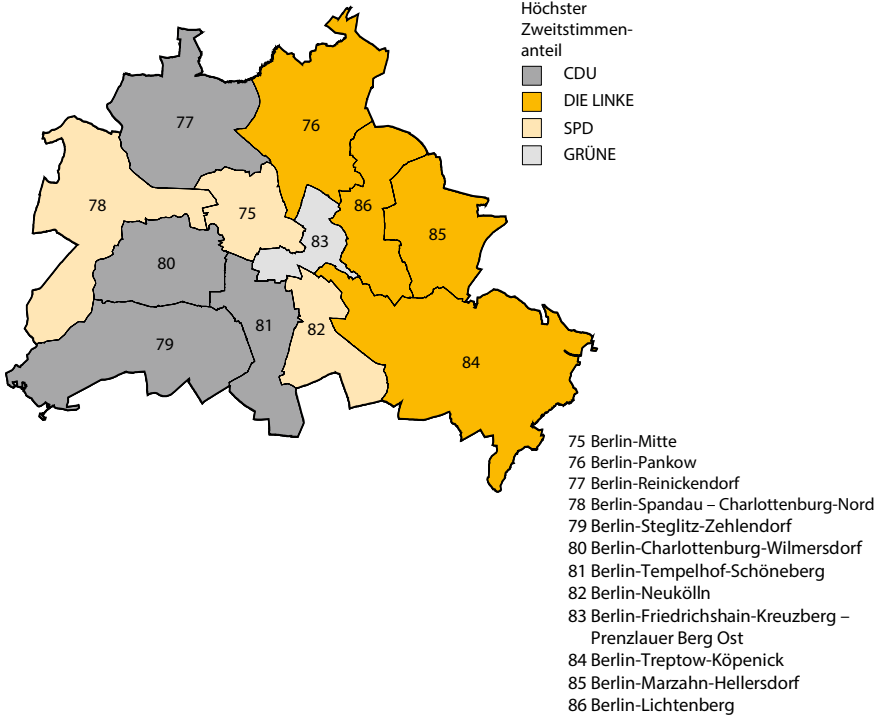 Höchster
Zweitstimmen-
anteil
CDU
DIE LINKE
SPD
GRÜNE
77
76
78
75
86
83
85
80
81
82
79
84
75 Berlin-Mitte
76 Berlin-Pankow
77 Berlin-Reinickendorf
78 Berlin-Spandau – Charlottenburg-Nord
79 Berlin-Steglitz-Zehlendorf
80 Berlin-Charlottenburg-Wilmersdorf
81 Berlin-Tempelhof-Schöneberg
82 Berlin-Neukölln
83 Berlin-Friedrichshain-Kreuzberg –
Prenzlauer Berg Ost
84 Berlin-Treptow-Köpenick
85 Berlin-Marzahn-Hellersdorf
86 Berlin-Lichtenberg